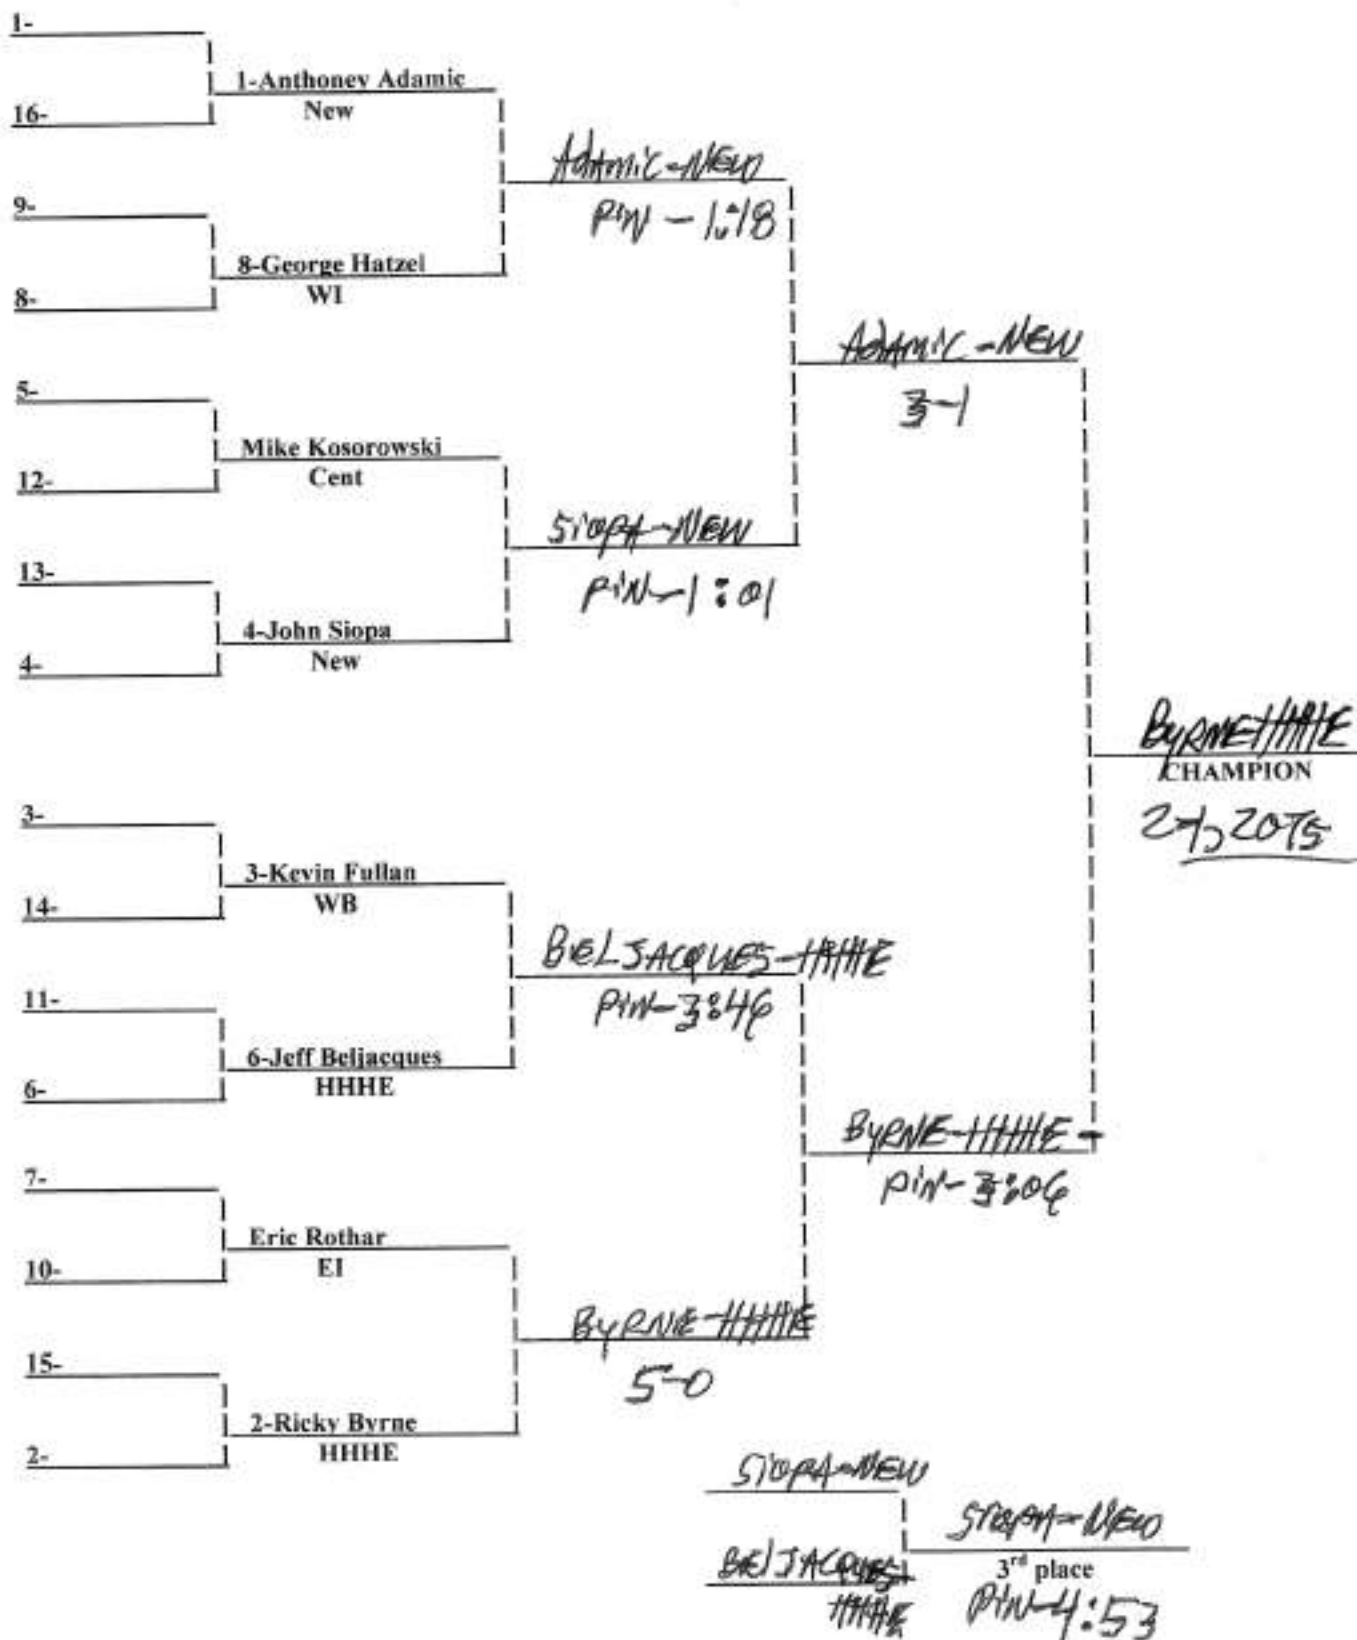 1-
1-Anthonev Adamic
New
16-
Adamic-New
Pin - 1:18
9-
8-George Hatzel
WI
8-
Adamic-New
3-1
5-
Mike Kosorowski
Cent
12-
Siopa-New
Pin-1:01
13-
4-John Siopa
New
4-
Byrne HHHE
CHAMPION
3-
3-Kevin Fullan
WB
14-
BelJacques-HHHE
Pin-3:46
11-
6-Jeff Beljacques
HHHE
6-
Byrne-HHHE
Pin-3:06
7-
Eric Rothar
EI
10-
Byrne-HHHE
5-0
15-
2-Ricky Byrne
HHHE
2-
Siopa-New
Siopa-New
3rd place
Pin-4:53
BelJacques
HHHE